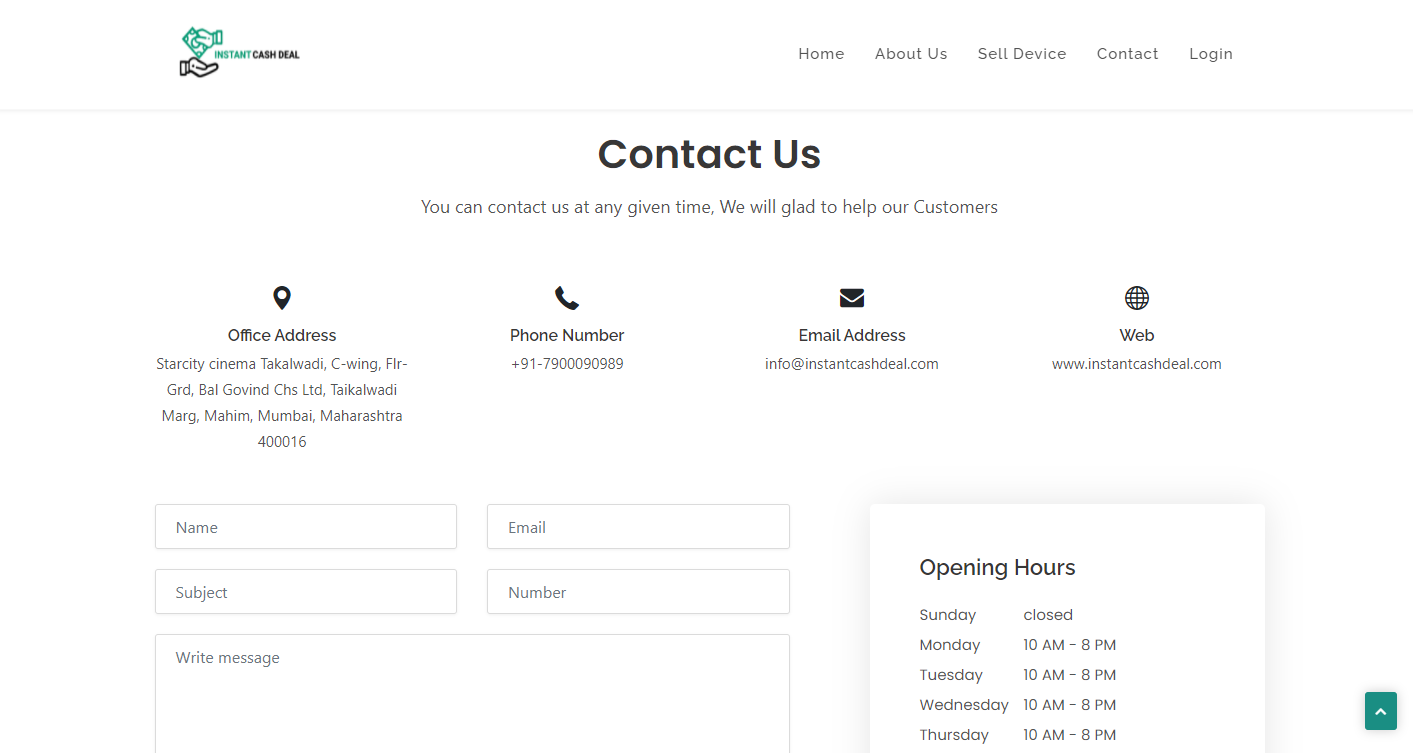 INSTANT CASH DEAL
Home About Us Sell Device Contact Login
Contact Us
You can contact us at any given time, We will glad to help our Customers
Office Address
Starcity cinema Takalwadi, C-wing, Flr-
Grd, Bal Govind Chs Ltd, Taikalwadi
Marg, Mahim, Mumbai, Maharashtra
400016
Phone Number
+91-7900090989
Email Address
info@instantcashdeal.com
Web
www.instantcashdeal.com
Name
Email
Subject
Number
Write message
Opening Hours
Sunday closed
Monday 10 AM - 8 PM
Tuesday 10 AM - 8 PM
Wednesday 10 AM - 8 PM
Thursday 10 AM - 8 PM